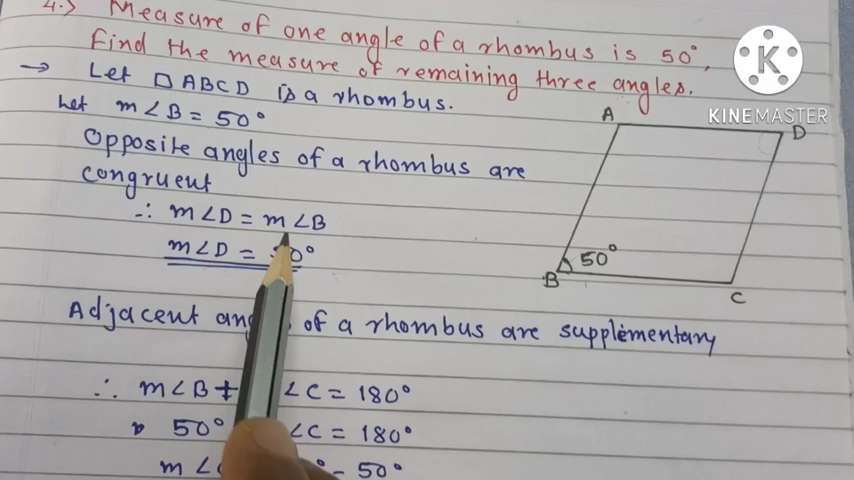 4.> Measure of one angle of a rhombus is 50°,
find the measure of remaining three angles.
→ Let □ABCD is a rhombus.
Let m∠B = 50°
Opposite angles of a rhombus are
congruent
∴ m∠D = m∠B
m∠D = 0°
Adjacent of a rhombus are supplementary
∴ m∠B + ∠C = 180°
50° ∠C = 180°
m∠ ° - 50°
A
D
B
50°
C
K
KINEMASTER